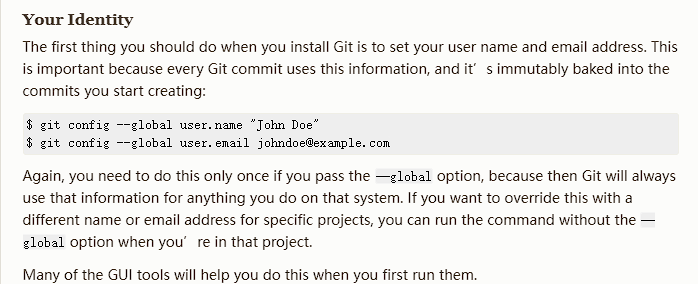 Your Identity
The first thing you should do when you install Git is to set your user name and email address. This
is important because every Git commit uses this information, and it’s immutably baked into the
commits you start creating:
$ git config --global user.name "John Doe"
$ git config --global user.email johndoe@example.com
Again, you need to do this only once if you pass the —global option, because then Git will always
use that information for anything you do on that system. If you want to override this with a
different name or email address for specific projects, you can run the command without the —
global option when you’re in that project.
Many of the GUI tools will help you do this when you first run them.